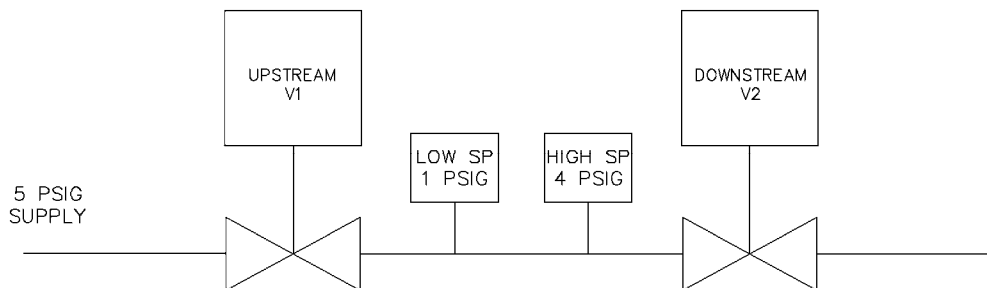 UPSTREAM
V1
DOWNSTREAM
V2
LOW SP
1 PSIG
HIGH SP
4 PSIG
5 PSIG
SUPPLY